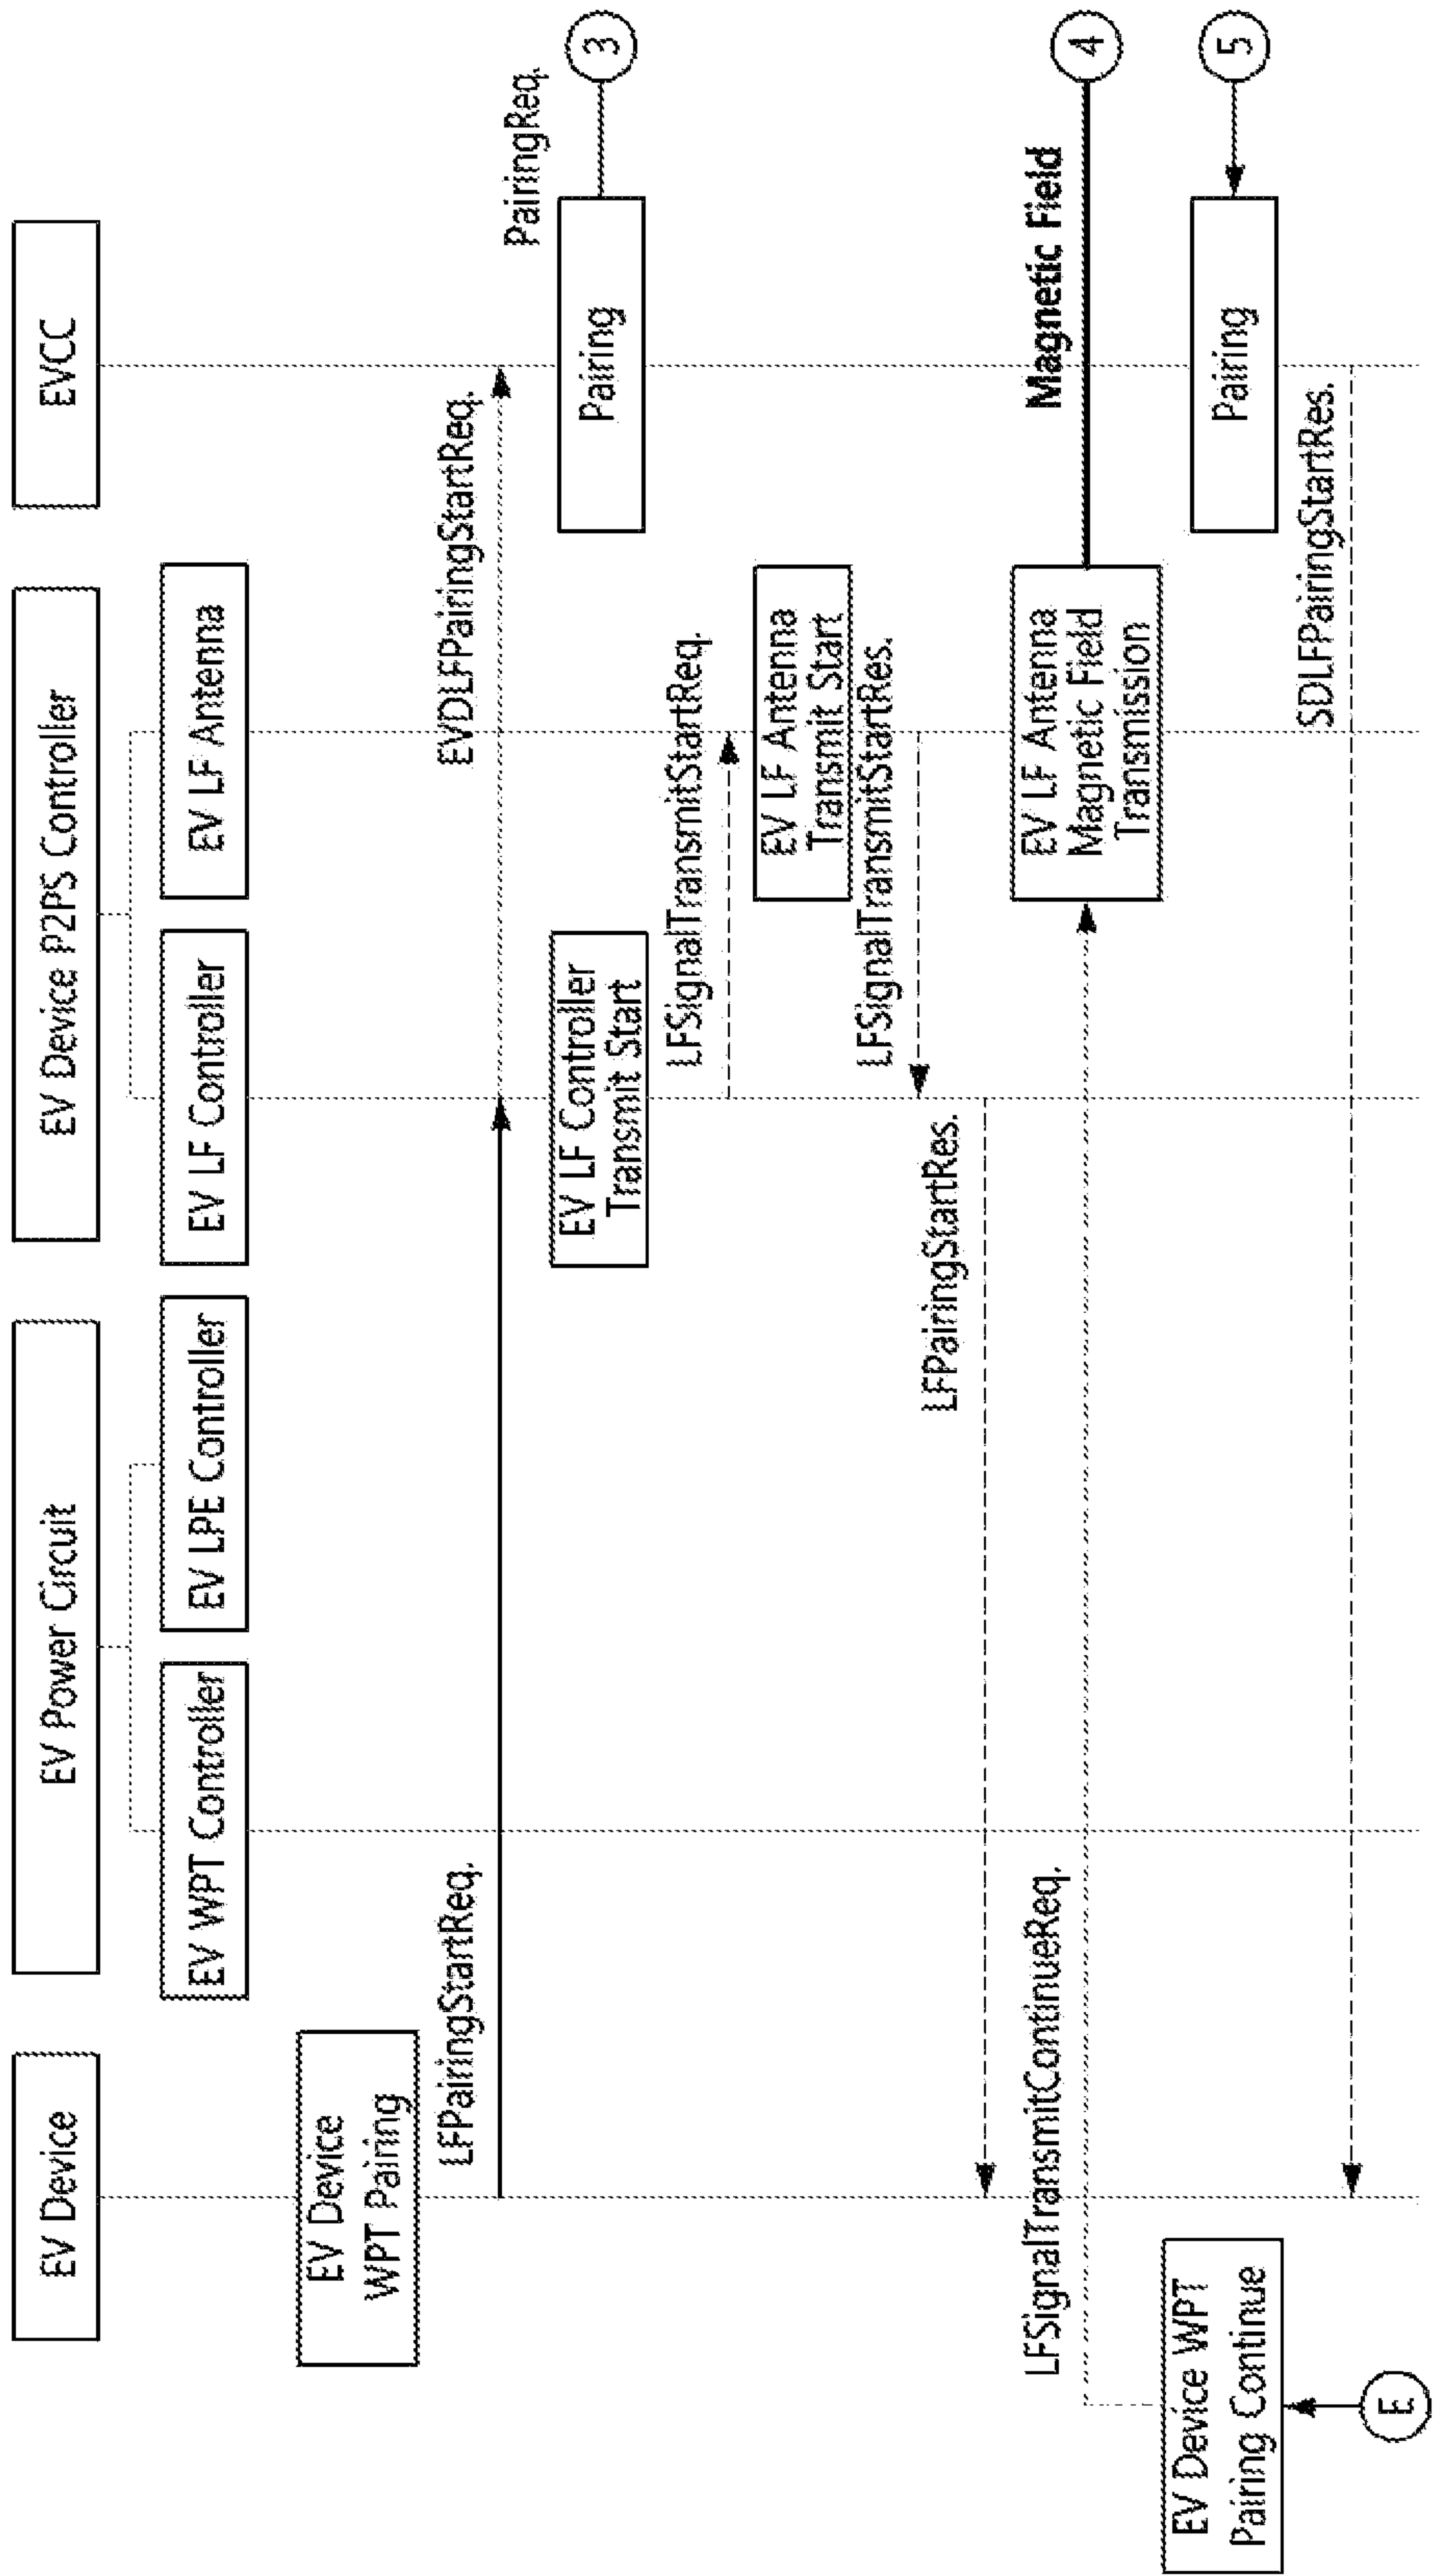 EV Device
EV Power Circuit
EV Device P2PS Controller
EVCC
EV WPT Controller
EV LPE Controller
EV LF Controller
EV LF Antenna
EV Device
WPT Pairing
LFPairingStartReq.
EVDLFPairingStartReq.
PairingReq.
EV LF Controller
Transmit Start
Pairing
3
LFSignalTransmitStartReq.
EV LF Antenna
Transmit Start
LFSignalTransmitStartRes.
LFPairingStartRes.
LFSignalTransmitContinueReq.
EV LF Antenna
Magnetic Field
Transmission
Magnetic Field
4
EV Device WPT
Pairing Continue
Pairing
5
SDLFPairingStartRes.
E